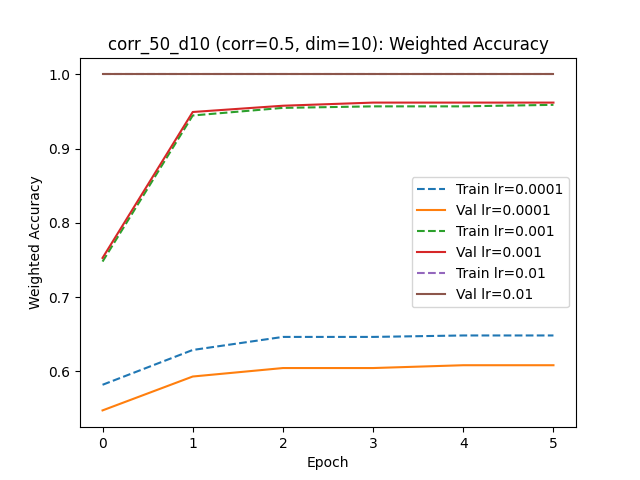 corr_50_d10 (corr=0.5, dim=10): Weighted Accuracy
Weighted Accuracy
1.0
0.9
0.8
0.7
0.6
Train lr=0.0001
Val lr=0.0001
Train lr=0.001
Val lr=0.001
Train lr=0.01
Val lr=0.01
0 1 2 3 4 5
Epoch